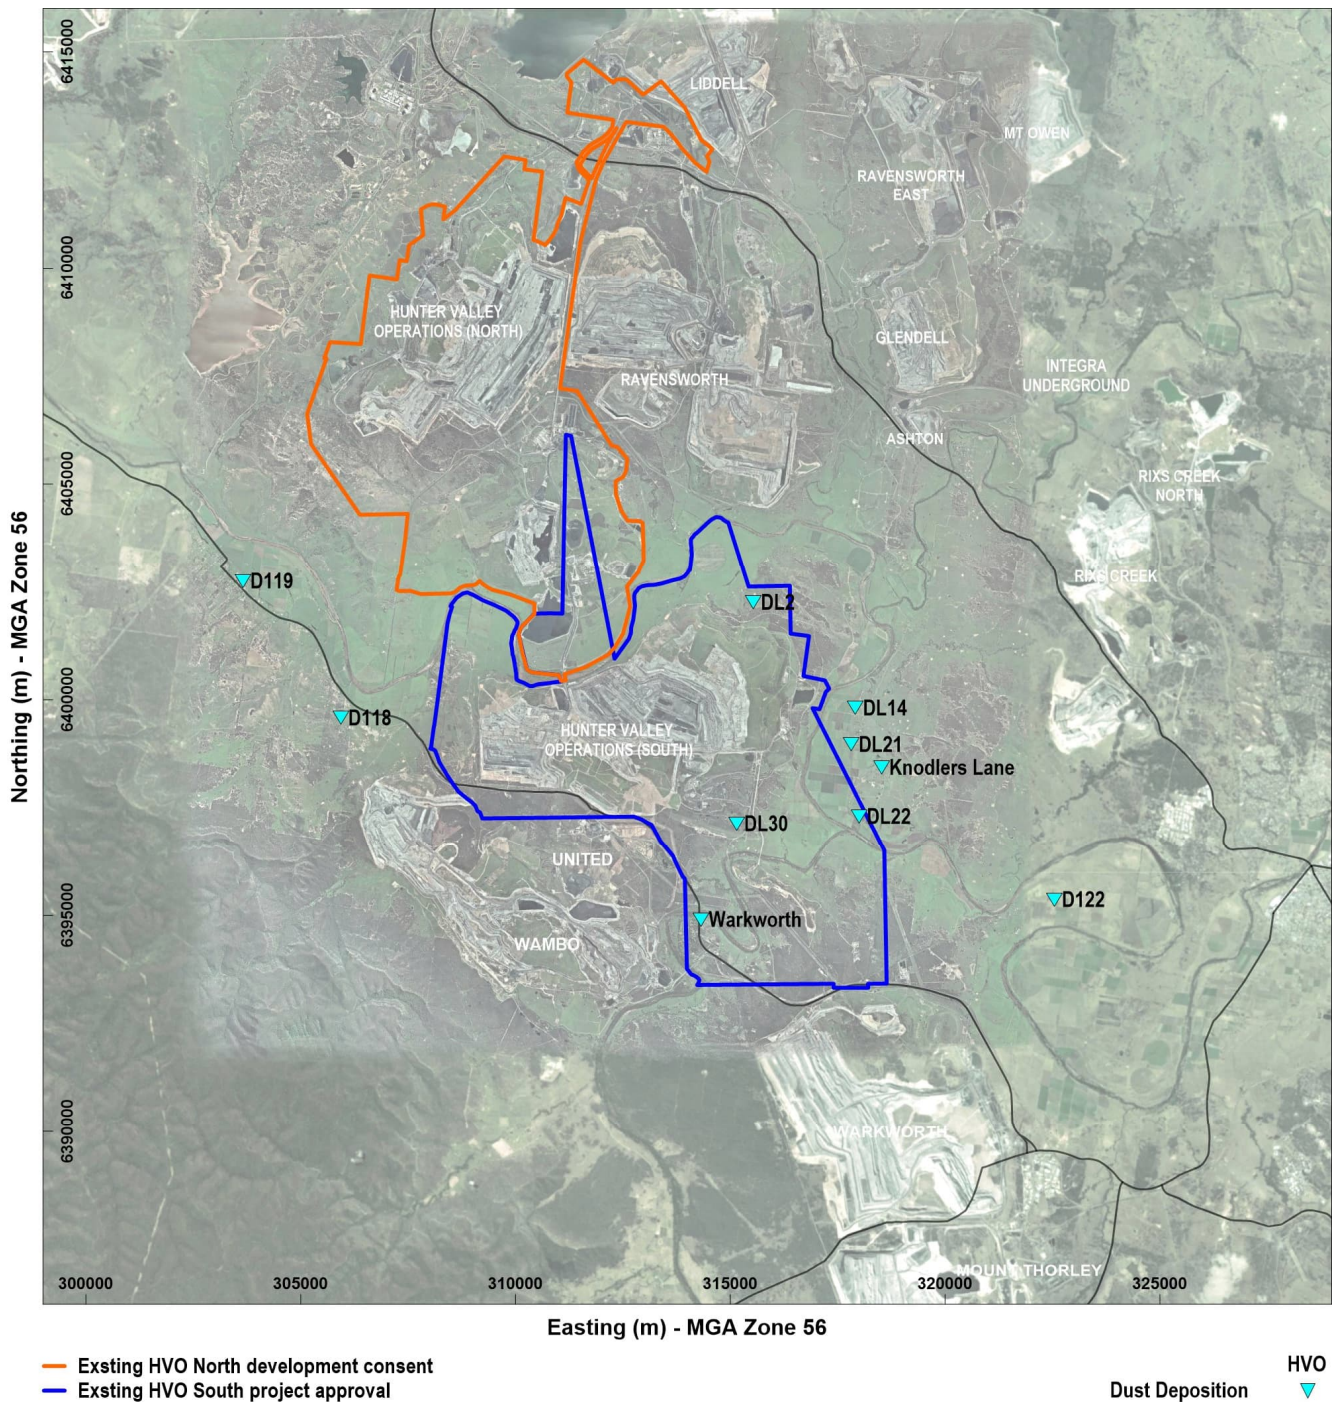 6415000
LIDDELL
MT OWEN
RAVENSWORTH
EAST
6410000
HUNTER VALLEY
OPERATIONS (NORTH)
GLENDELL
INTEGRA
UNDERGROUND
RAVENSWORTH
ASHTON
6405000
RIXS CREEK
NORTH
RIXS CREEK
D119
DL2
6400000
DL14
D118
HUNTER VALLEY
OPERATIONS (SOUTH)
DL21
Knodlers Lane
DL22
DL30
UNITED
D122
6395000
Warkworth
WAMBO
6390000
WARKWORTH
MOUNT THORLEY
300000 305000 310000 315000 320000 325000
Northing (m) - MGA Zone 56
Easting (m) - MGA Zone 56
Exsting HVO North development consent
Exsting HVO South project approval
HVO
Dust Deposition